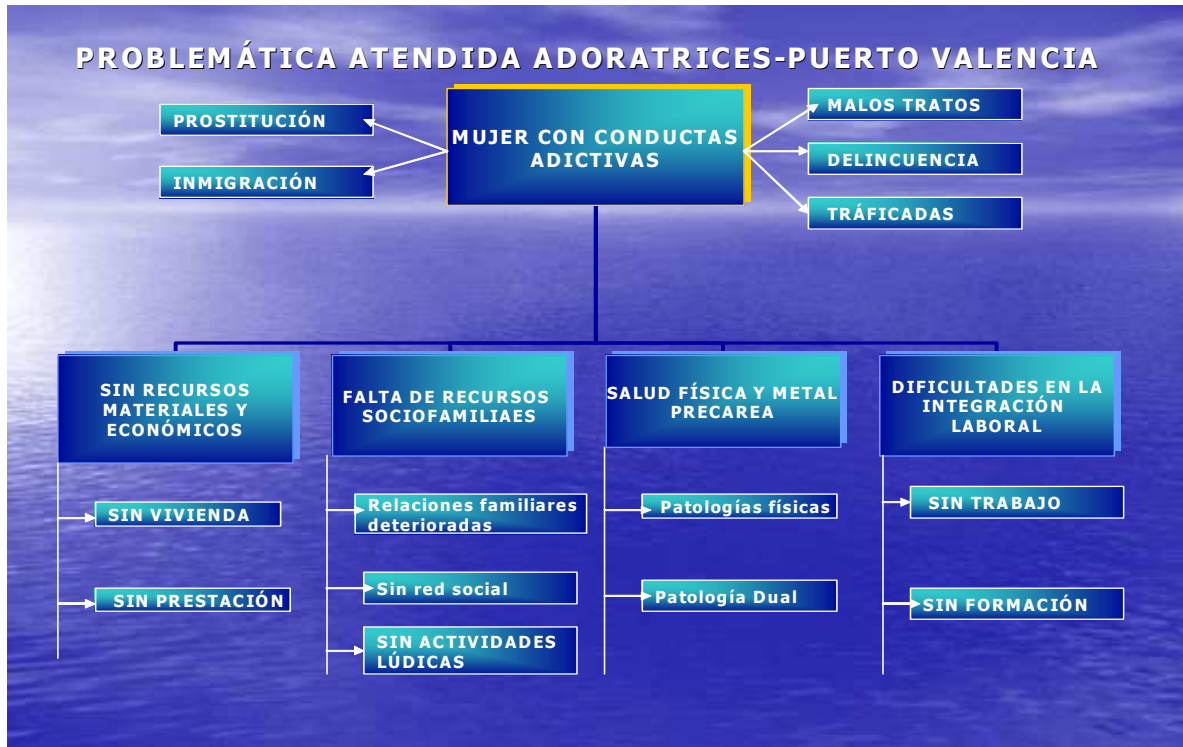 PROBLEMÁTICA ATENDIDA ADORATRICES-PUERTO VALENCIA
PROSTITUCIÓN
INMIGRACIÓN
MUJER CON CONDUCTAS
ADICTIVAS
MALOS TRATOS
DELINCUENCIA
TRÁFICADAS
SIN RECURSOS
MATERIALES Y
ECONÓMICOS
SIN VIVIENDA
SIN PRESTACIÓN
FALTA DE RECURSOS
SOCIOFAMILIAES
Relaciones familiares
deterioradas
Sin red social
SIN ACTIVIDADES
LÚDICAS
SALUD FÍSICA Y METAL
PRECAREA
Patologías físicas
Patología Dual
DIFICULTADES EN LA
INTEGRACIÓN
LABORAL
SIN TRABAJO
SIN FORMACIÓN